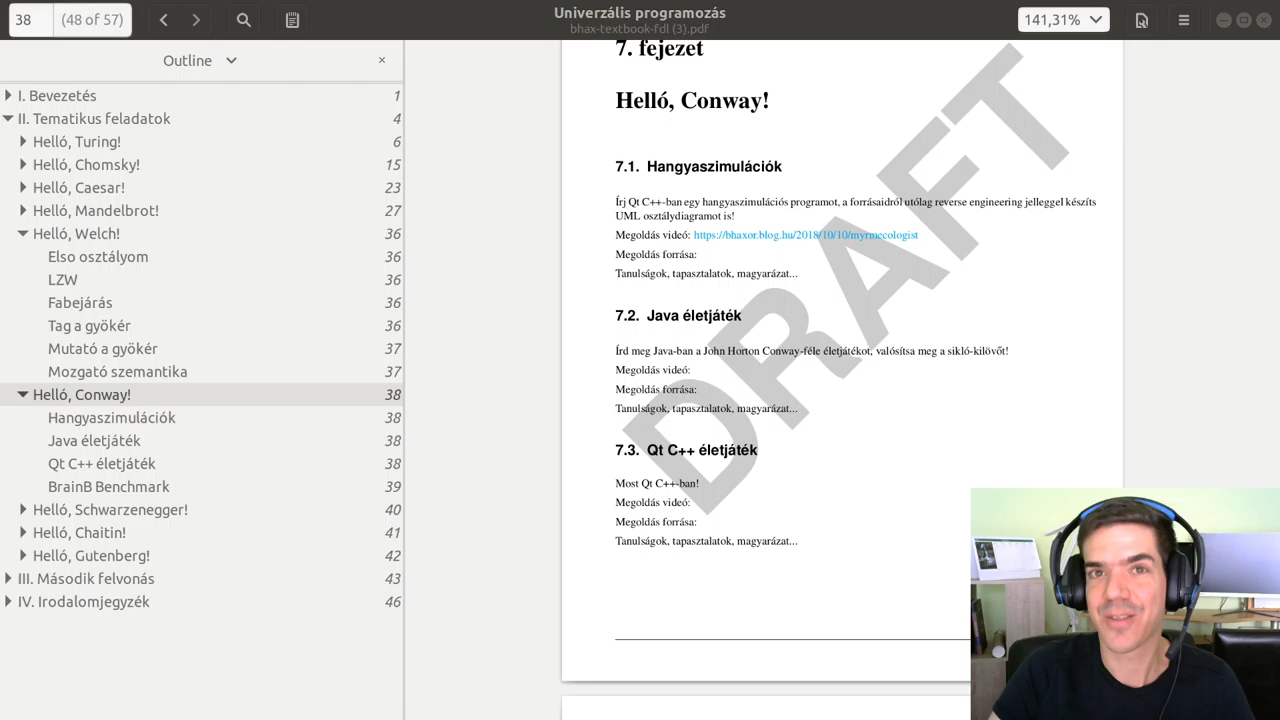 38
(48 of 57)
Univerzális programozás
bhax-textbook-fdl (3).pdf
141,31%
Outline
×
I. Bevezetés 1
II. Tematikus feladatok 4
Helló, Turing! 6
Helló, Chomsky! 15
Helló, Caesar! 23
Helló, Mandelbrot! 27
Helló, Welch! 36
Elso osztályom 36
LZW 36
Fabejárás 36
Tag a gyökér 36
Mutató a gyökér 37
Mozgató szemantika 37
Helló, Conway! 38
Hangyaszimulációk 38
Java életjáték 38
Qt C++ életjáték 38
BrainB Benchmark 39
Helló, Schwarzenegger! 40
Helló, Chaitin! 41
Helló, Gutenberg! 42
III. Második felvonás 43
IV. Irodalomjegyzék 46
7. fejezet
Helló, Conway!
7.1. Hangyaszimulációk
Írj Qt C++-ban egy hangyaszimulációs programot, a forrásaidról utólag reverse engineering jelleggel készíts
UML osztálydiagramot is!
Megoldás videó: https://bhaxor.blog.hu/2018/10/10/myrmecologist
Megoldás forrása:
Tanulságok, tapasztalatok, magyarázat...
7.2. Java életjáték
Írd meg Java-ban a John Horton Conway-féle életjátékot, valósítsa meg a sikló-kilövőt!
Megoldás videó:
Megoldás forrása:
Tanulságok, tapasztalatok, magyarázat...
7.3. Qt C++ életjáték
Most Qt C++-ban!
Megoldás videó:
Megoldás forrása:
Tanulságok, tapasztalatok, magyarázat...
DRAFT